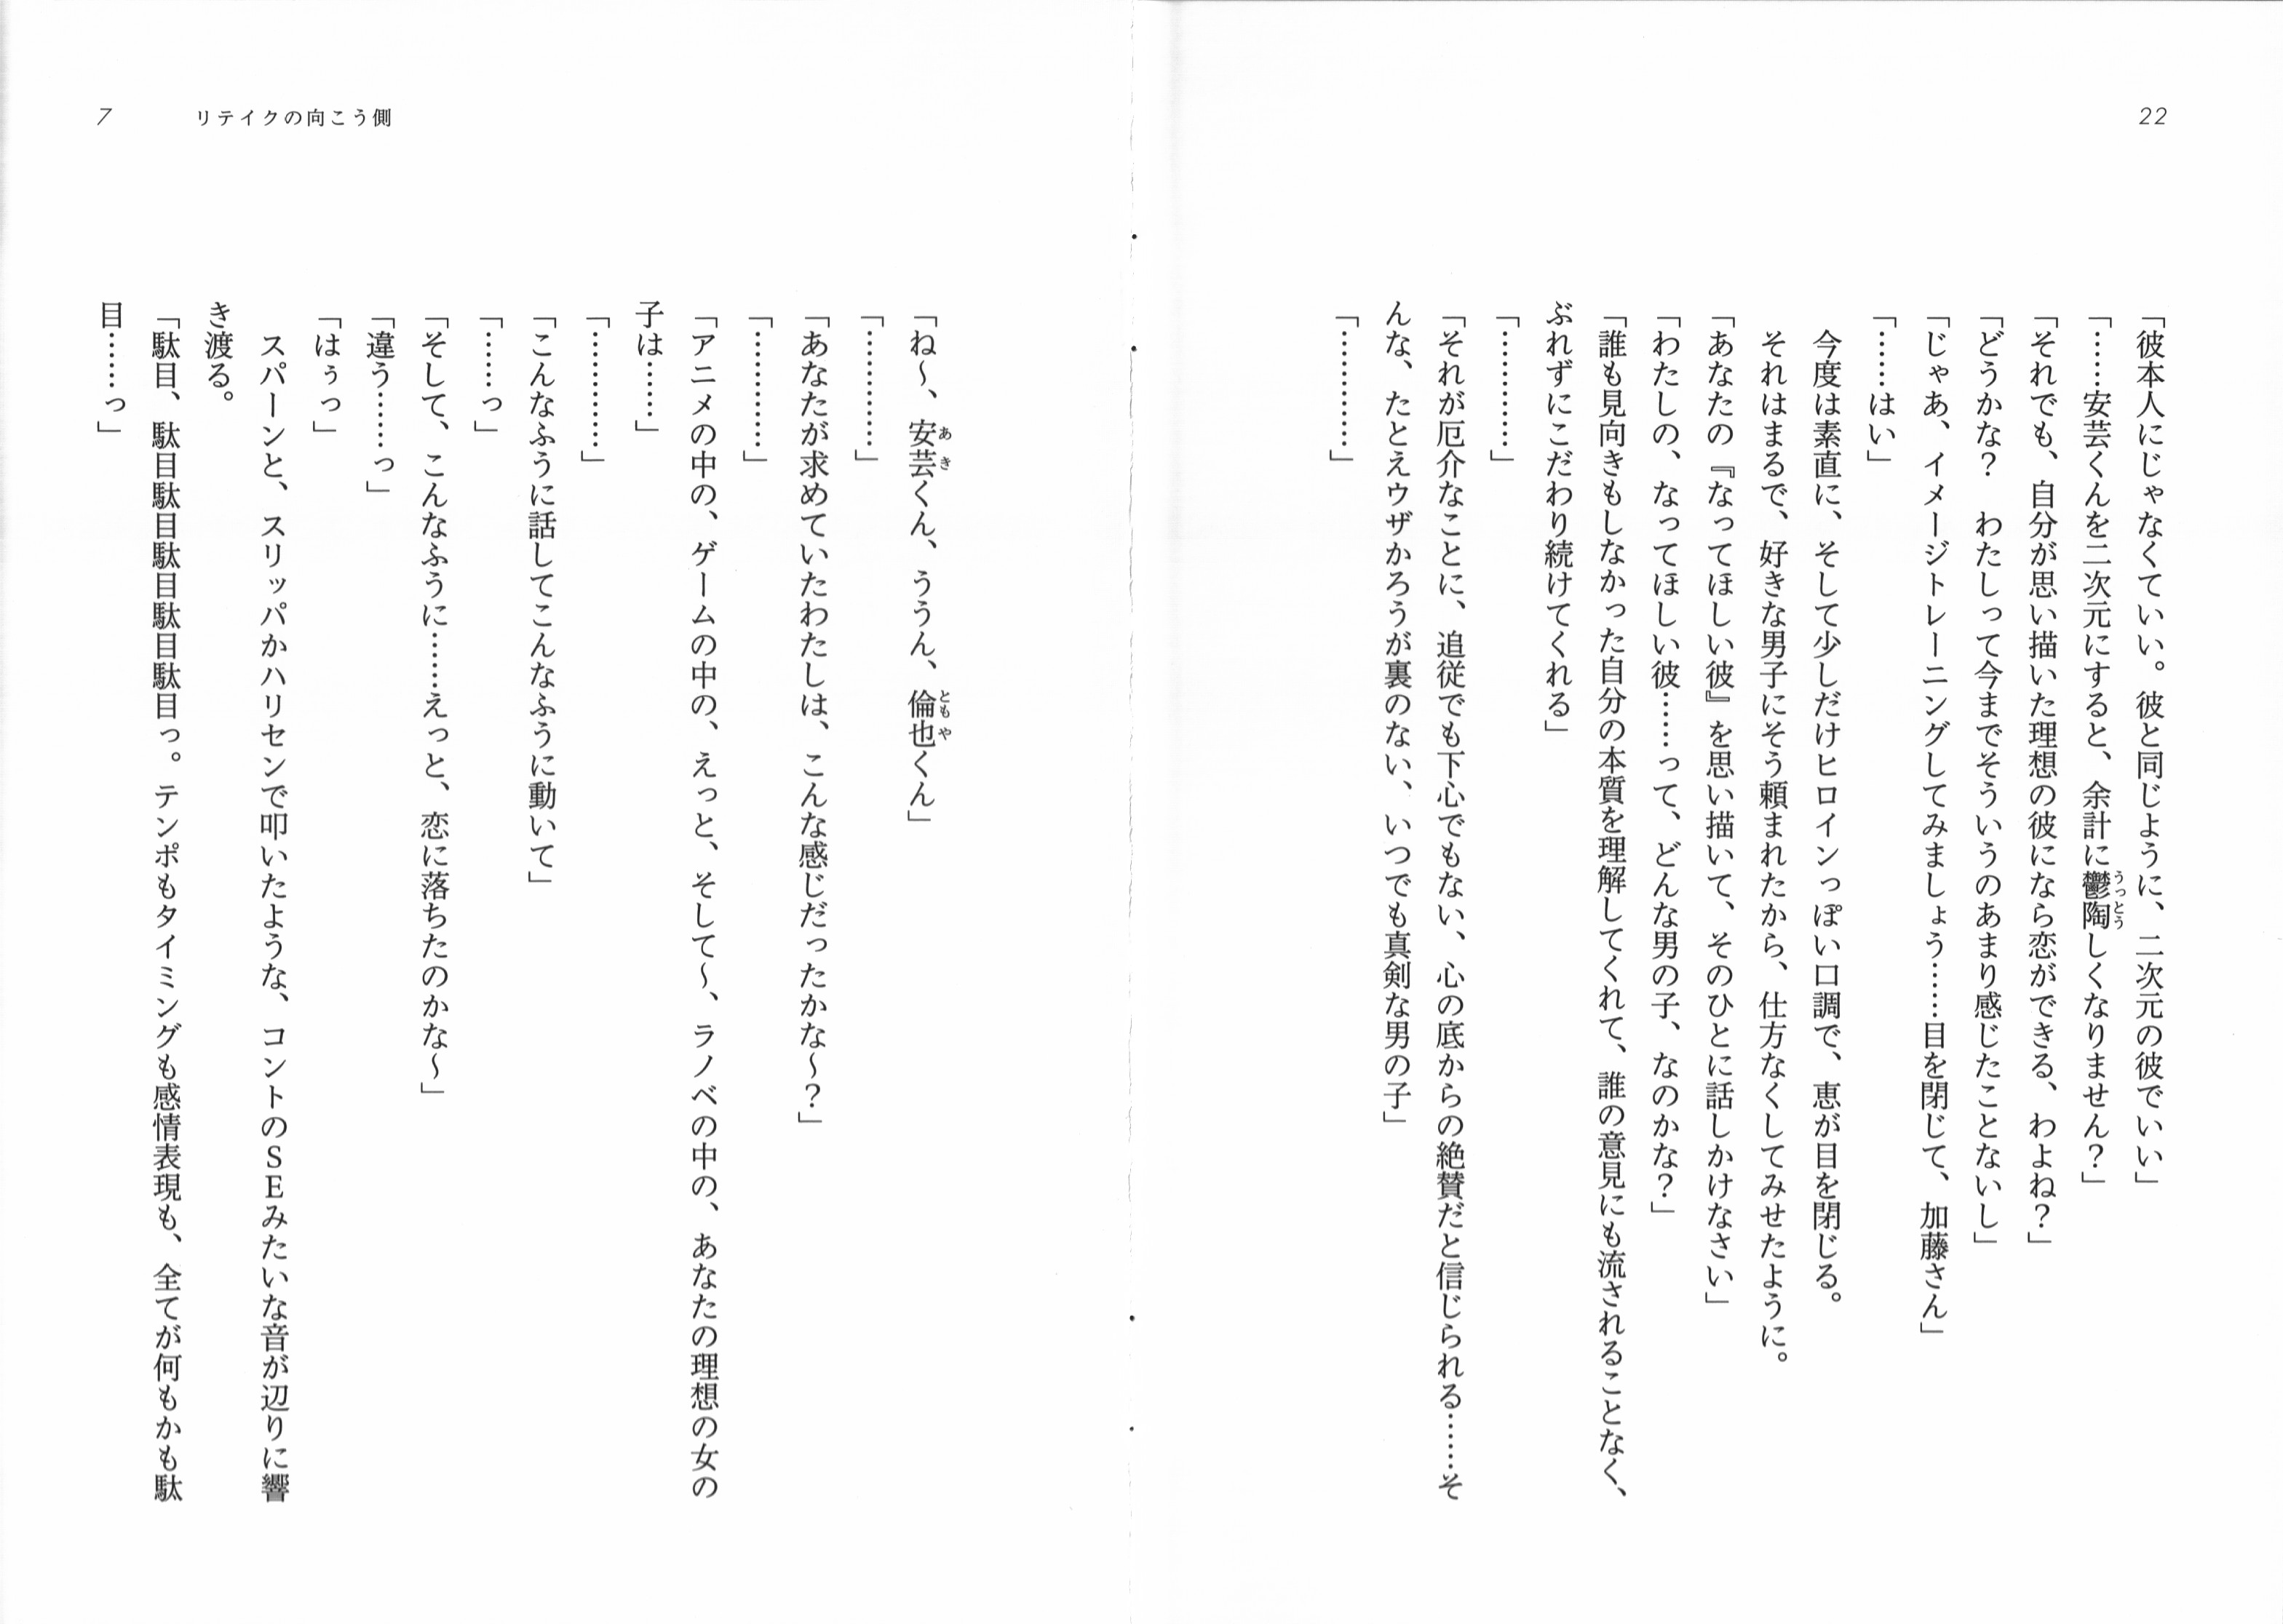 22
「彼本人にじゃなくていい。彼と同じように、二次元の彼でいい」
「……安芸くんを二次元にすると、余計に鬱陶しくなりません？」
うっとう
「それでも、自分が思い描いた理想の彼になら恋ができる、わよね？」
「どうかな？　わたしって今までそういうのあまり感じたことないし」
「じゃあ、イメージトレーニングしてみましょう……目を閉じて、加藤さん」
「……はい」
　今度は素直に、そして少しだけヒロインっぽい口調で、恵が目を閉じる。
　それはまるで、好きな男子にそう頼まれたから、仕方なくしてみせたように。
「あなたの『なってほしい彼』を思い描いて、そのひとに話しかけなさい」
「わたしの、なってほしい彼……って、どんな男の子、なのかな？」
「誰も見向きもしなかった自分の本質を理解してくれて、誰の意見にも流されることなく、
ぶれずにこだわり続けてくれる」
「…………」
「それが厄介なことに、追従でも下心でもない、心の底からの絶賛だと信じられる……そ
んな、たとえウザかろうが裏のない、いつでも真剣な男の子」
「…………」
7
リテイクの向こう側
「ね～、安芸くん、ううん、倫也くん」
あき
ともや
「…………」
「あなたが求めていたわたしは、こんな感じだったかな～？」
「…………」
「アニメの中の、ゲームの中の、えっと、そして～、ラノベの中の、あなたの理想の女の
子は……」
「…………」
「こんなふうに話してこんなふうに動いて」
「……っ」
「そして、こんなふうに……えっと、恋に落ちたのかな～」
「違う……っ」
「はぅっ」
　スパーンと、スリッパかハリセンで叩いたような、コントのＳＥみたいな音が辺りに響
き渡る。
「駄目、駄目駄目駄目駄目駄目っ。テンポもタイミングも感情表現も、全てが何もかも駄
目……っ」